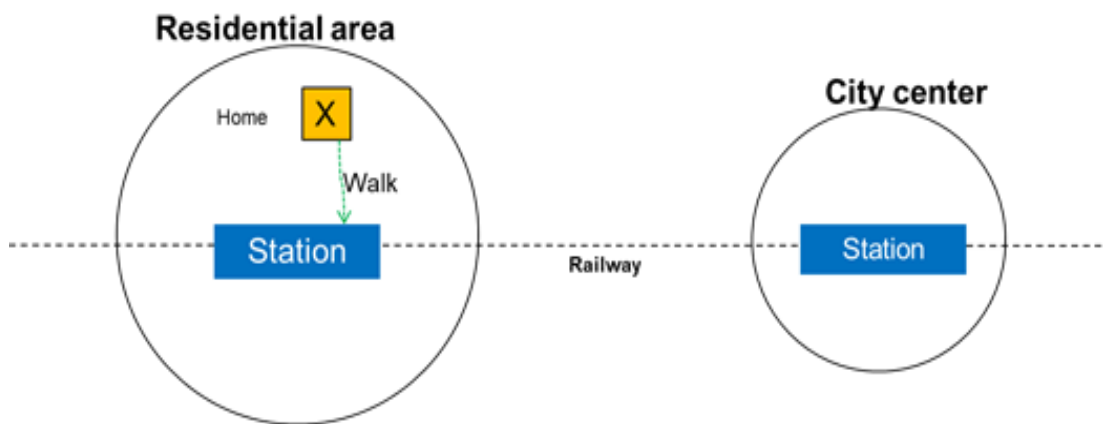 Residential area
City center
Home
X
Walk
Station
Station
Railway